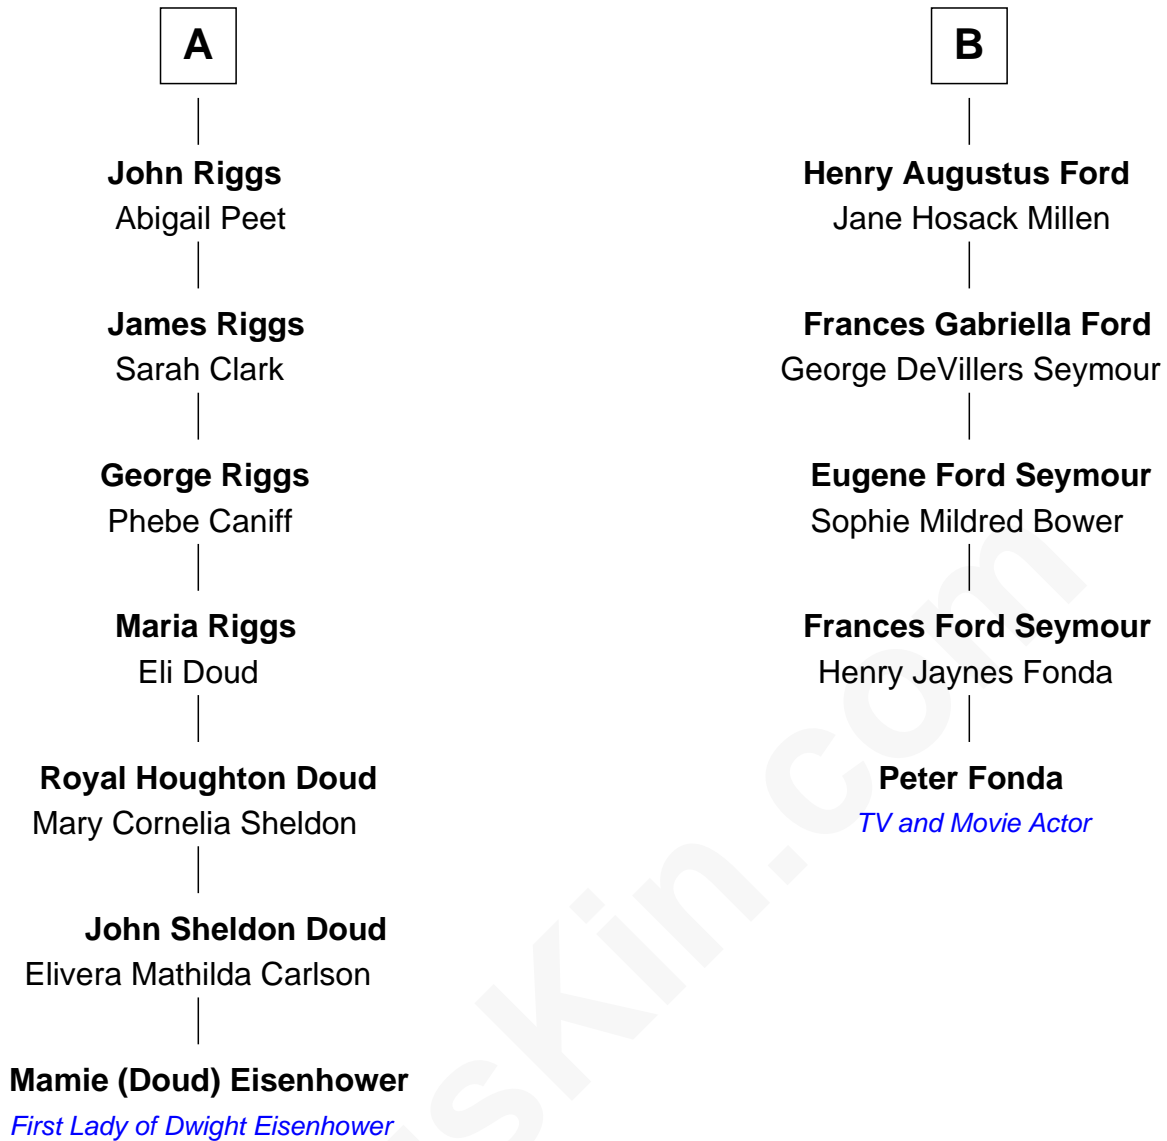 A
John Riggs
Abigail Peet
James Riggs
Sarah Clark
George Riggs
Phebe Caniff
Maria Riggs
Eli Doud
Royal Houghton Doud
Mary Cornelia Sheldon
John Sheldon Doud
Elivera Mathilda Carlson
Mamie (Doud) Eisenhower
First Lady of Dwight Eisenhower
B
Henry Augustus Ford
Jane Hosack Millen
Frances Gabriella Ford
George DeVillers Seymour
Eugene Ford Seymour
Sophie Mildred Bower
Frances Ford Seymour
Henry Jaynes Fonda
Peter Fonda
TV and Movie Actor
sKin.com